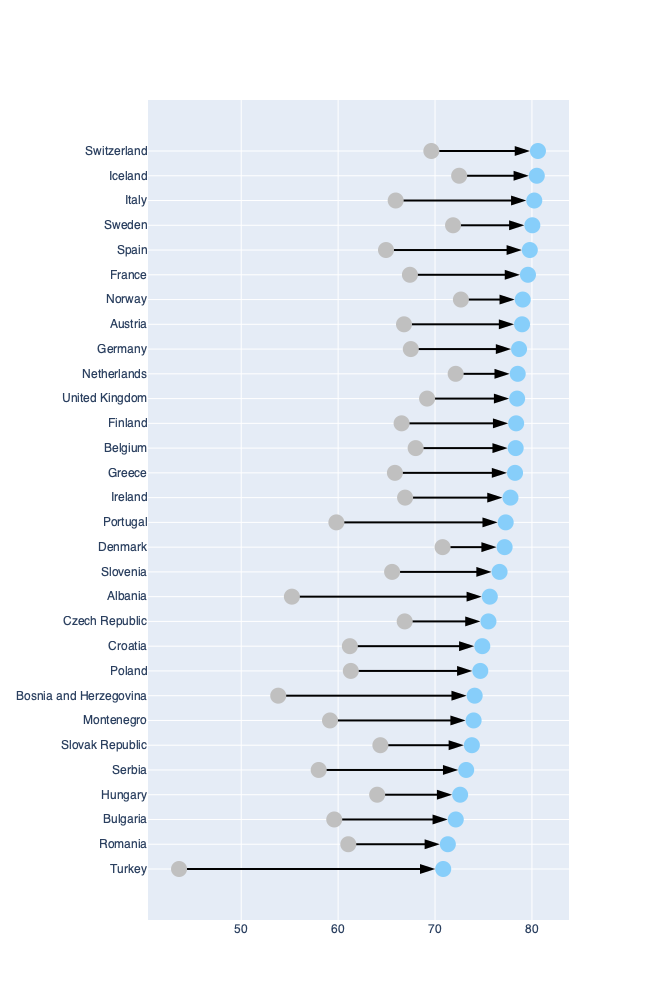 Switzerland
Iceland
Italy
Sweden
Spain
France
Norway
Austria
Germany
Netherlands
United Kingdom
Finland
Belgium
Greece
Ireland
Portugal
Denmark
Slovenia
Albania
Czech Republic
Croatia
Poland
Bosnia and Herzegovina
Montenegro
Slovak Republic
Serbia
Hungary
Bulgaria
Romania
Turkey
50 60 70 80